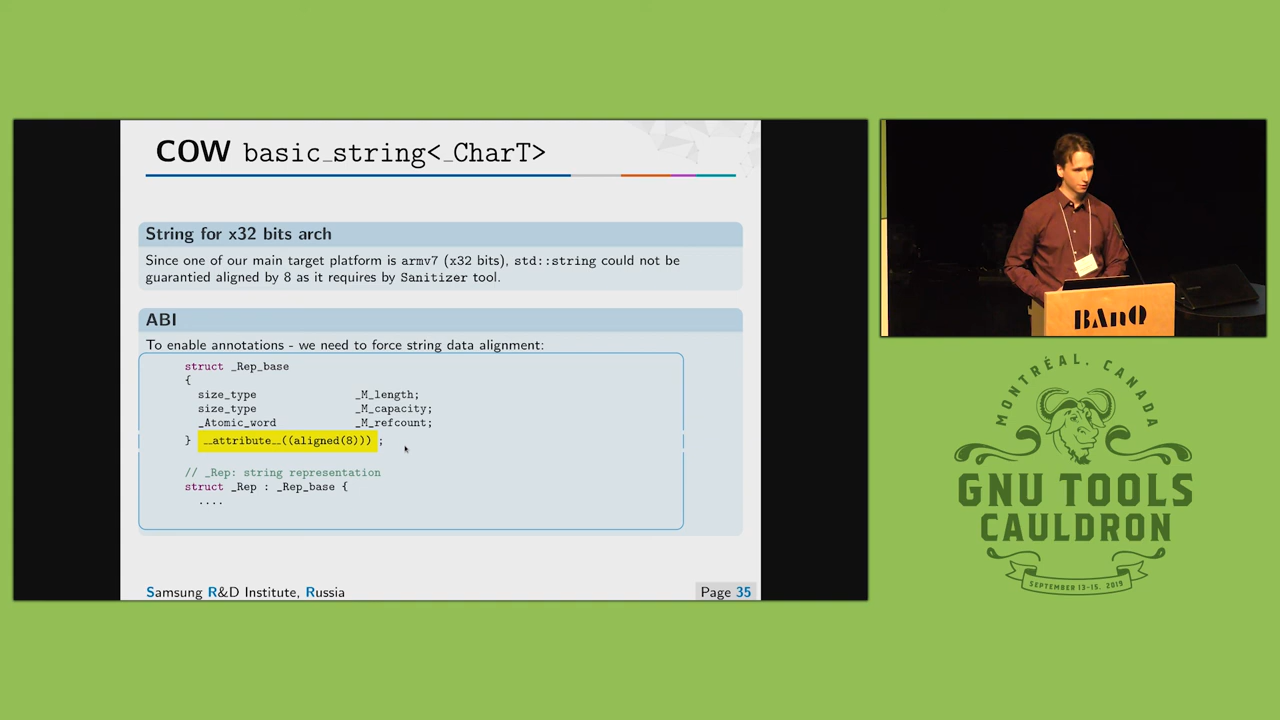 COW basic_string<_CharT>
String for x32 bits arch
Since one of our main target platform is armv7 (x32 bits), std::string could not be
guarantied aligned by 8 as it requires by Sanitizer tool.
ABI
To enable annotations - we need to force string data alignment:
struct _Rep_base
{
size_type _M_length;
size_type _M_capacity;
_Atomic_word _M_refcount;
} __attribute__((aligned(8))) ;
// _Rep: string representation
struct _Rep : _Rep_base {
....
Samsung R&D Institute, Russia
Page 35
BAnQ
MONTRÉAL, CANADA
GNU TOOLS
CAULDRON
SEPTEMBER 13-15, 2019